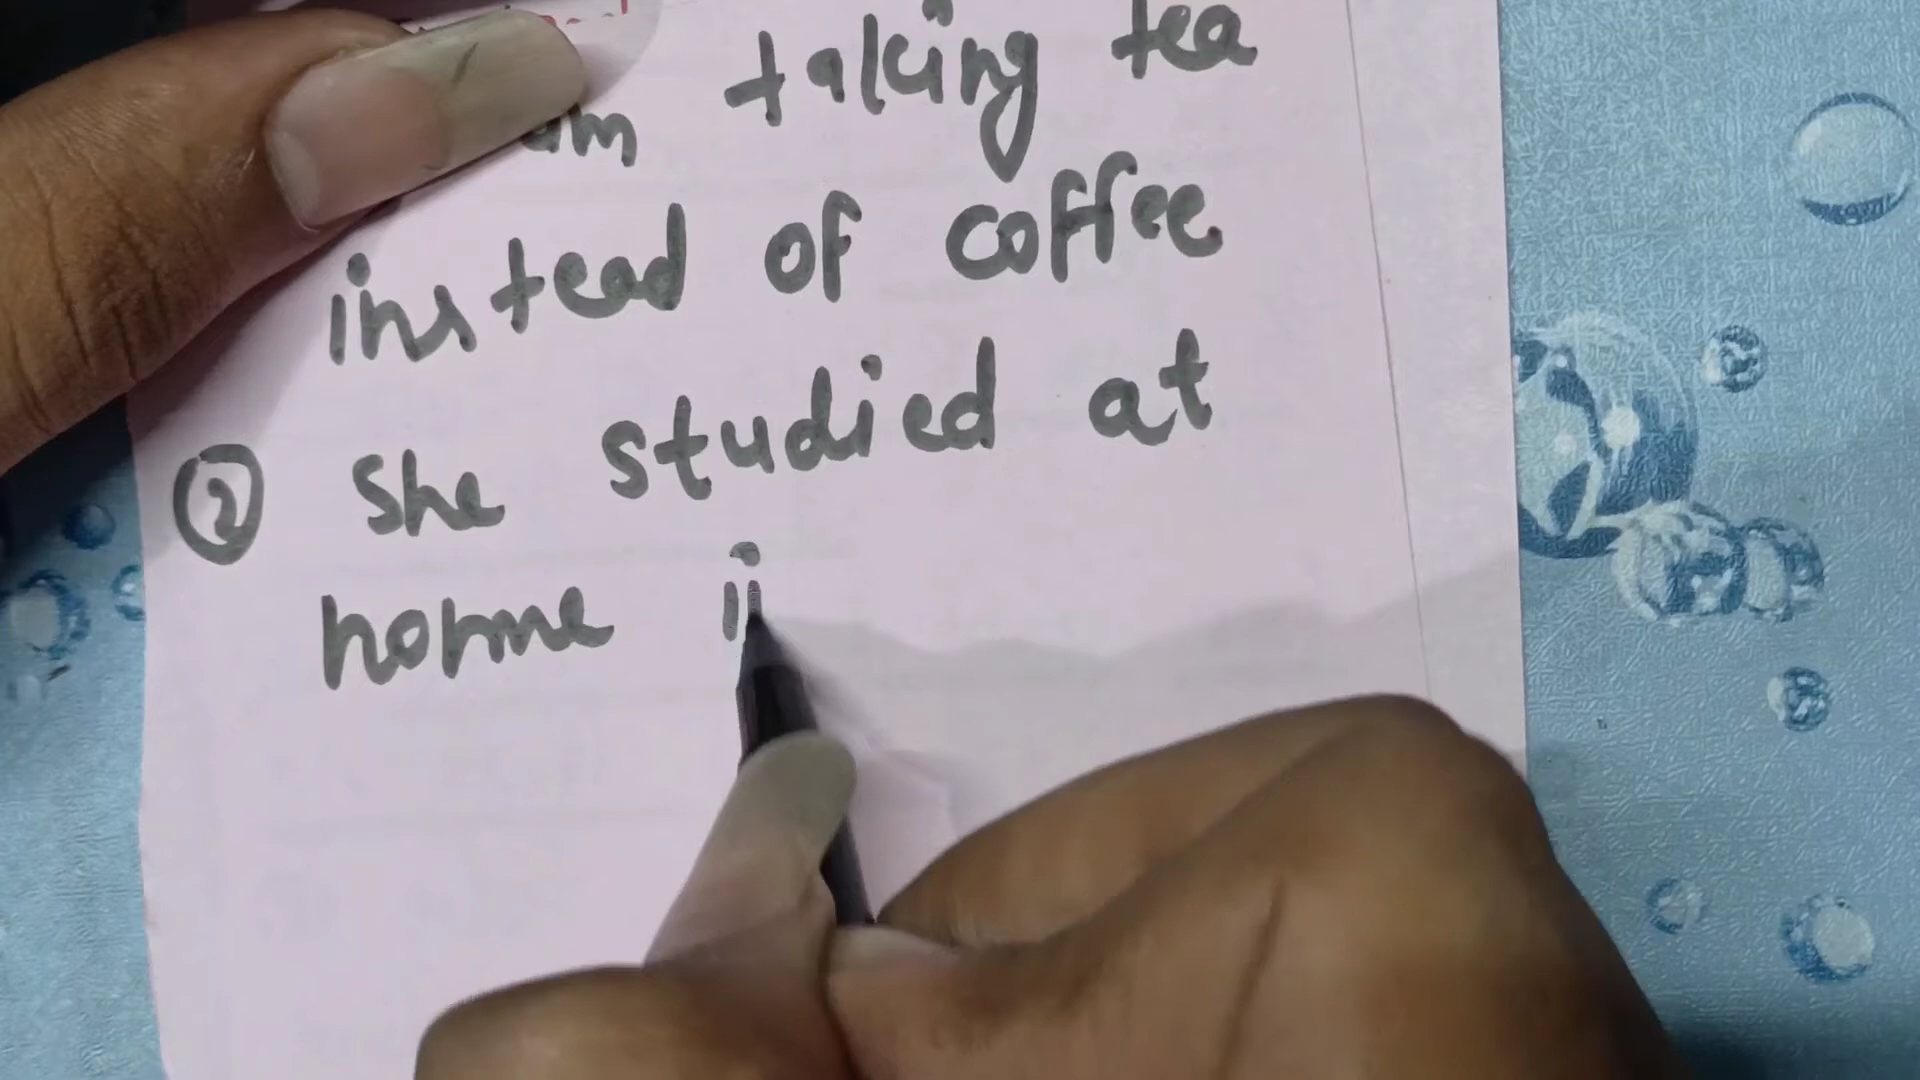 am taking tea
instead of coffee
② She studied at
home i